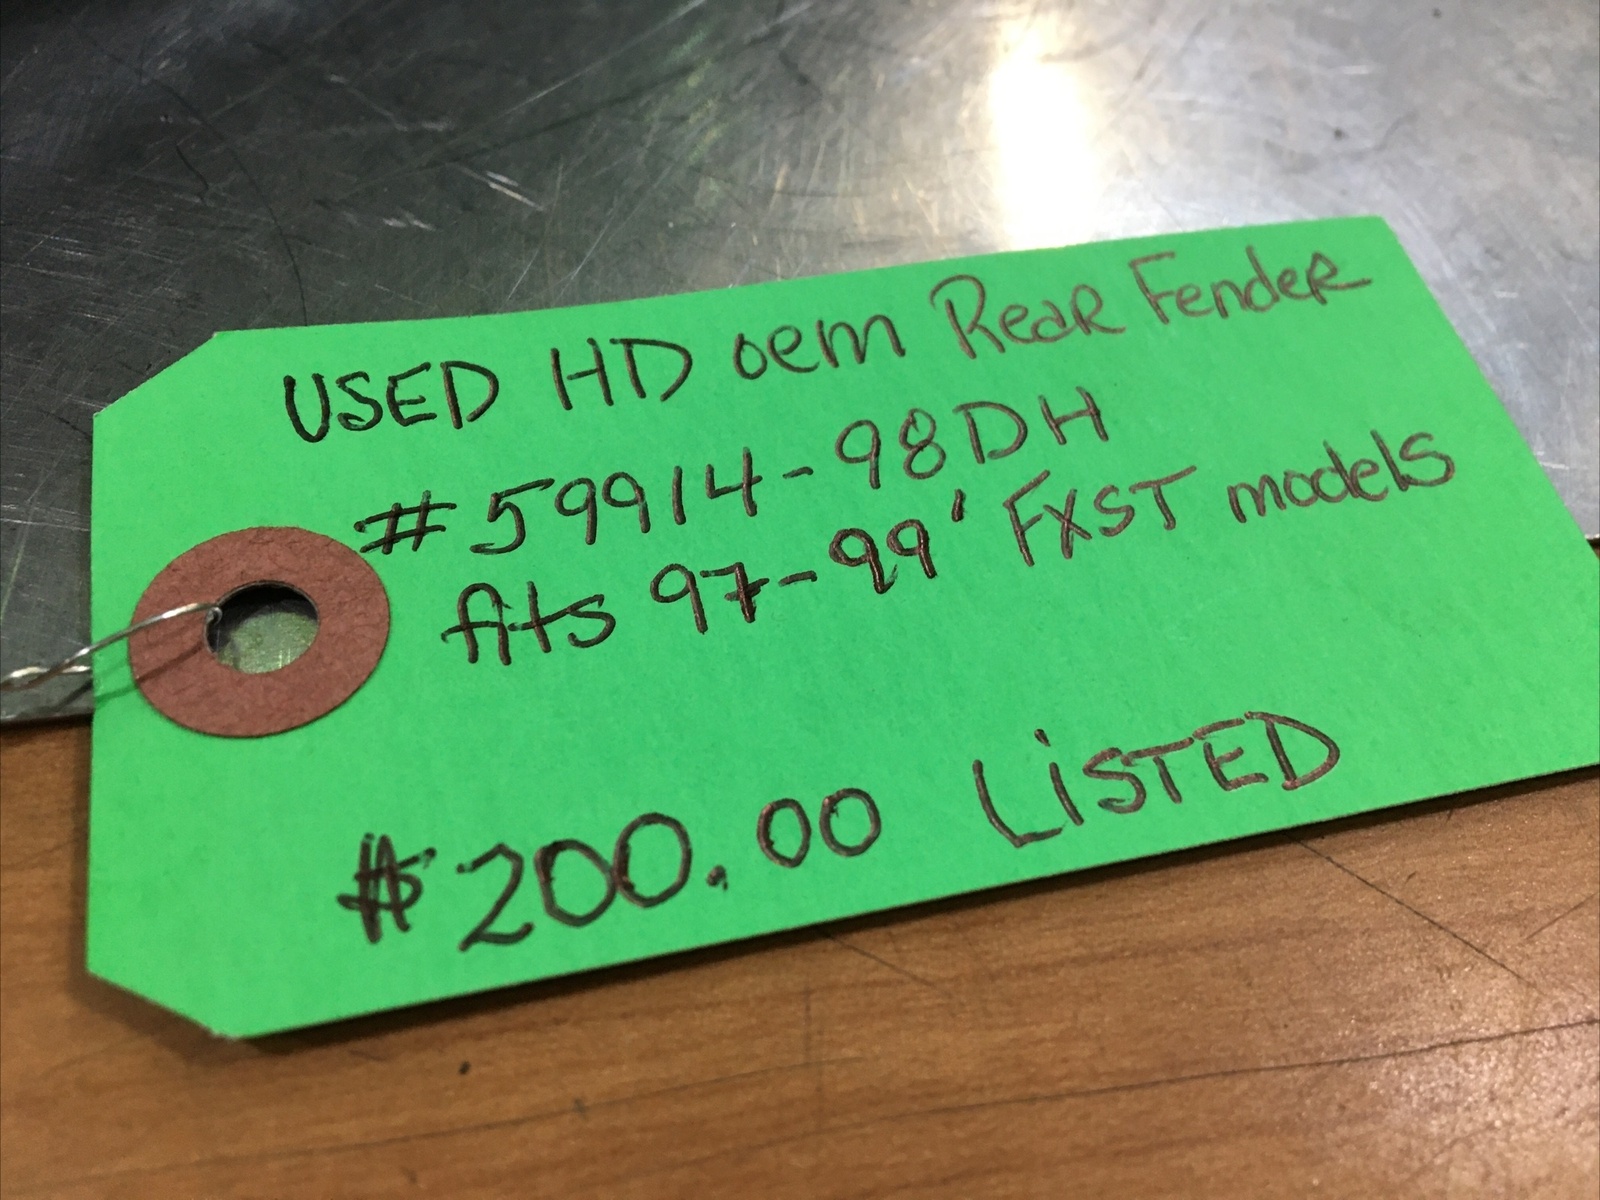 USED HD oem Rear Fender
#59914-98DH
fits 97-99' FXST models
$200.00 LiSTED